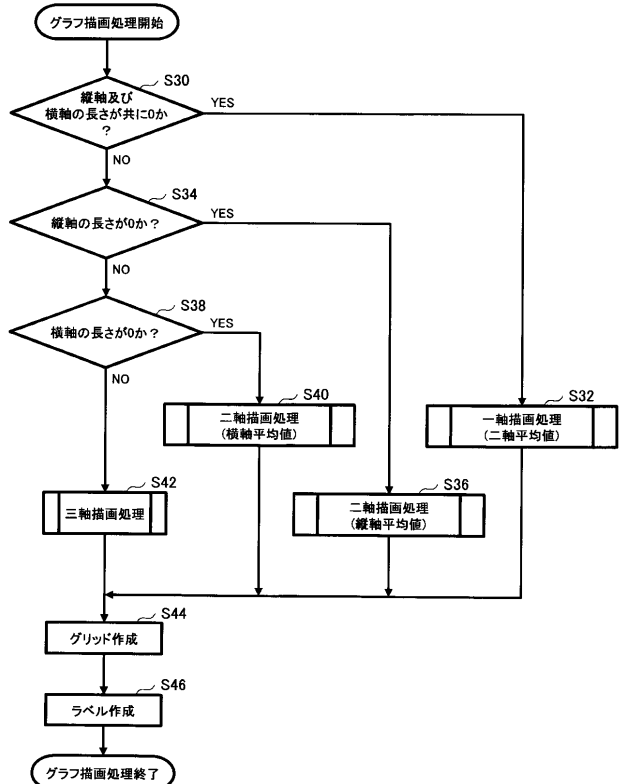 グラフ描画処理開始
S30
縦軸及び
横軸の長さが共に0か
？
YES
NO
S34
縦軸の長さが0か？
YES
NO
S38
横軸の長さが0か？
YES
NO
S40
二軸描画処理
(横軸平均値)
S32
一軸描画処理
(二軸平均値)
S42
三軸描画処理
S36
二軸描画処理
(縦軸平均値)
S44
グリッド作成
S46
ラベル作成
グラフ描画処理終了